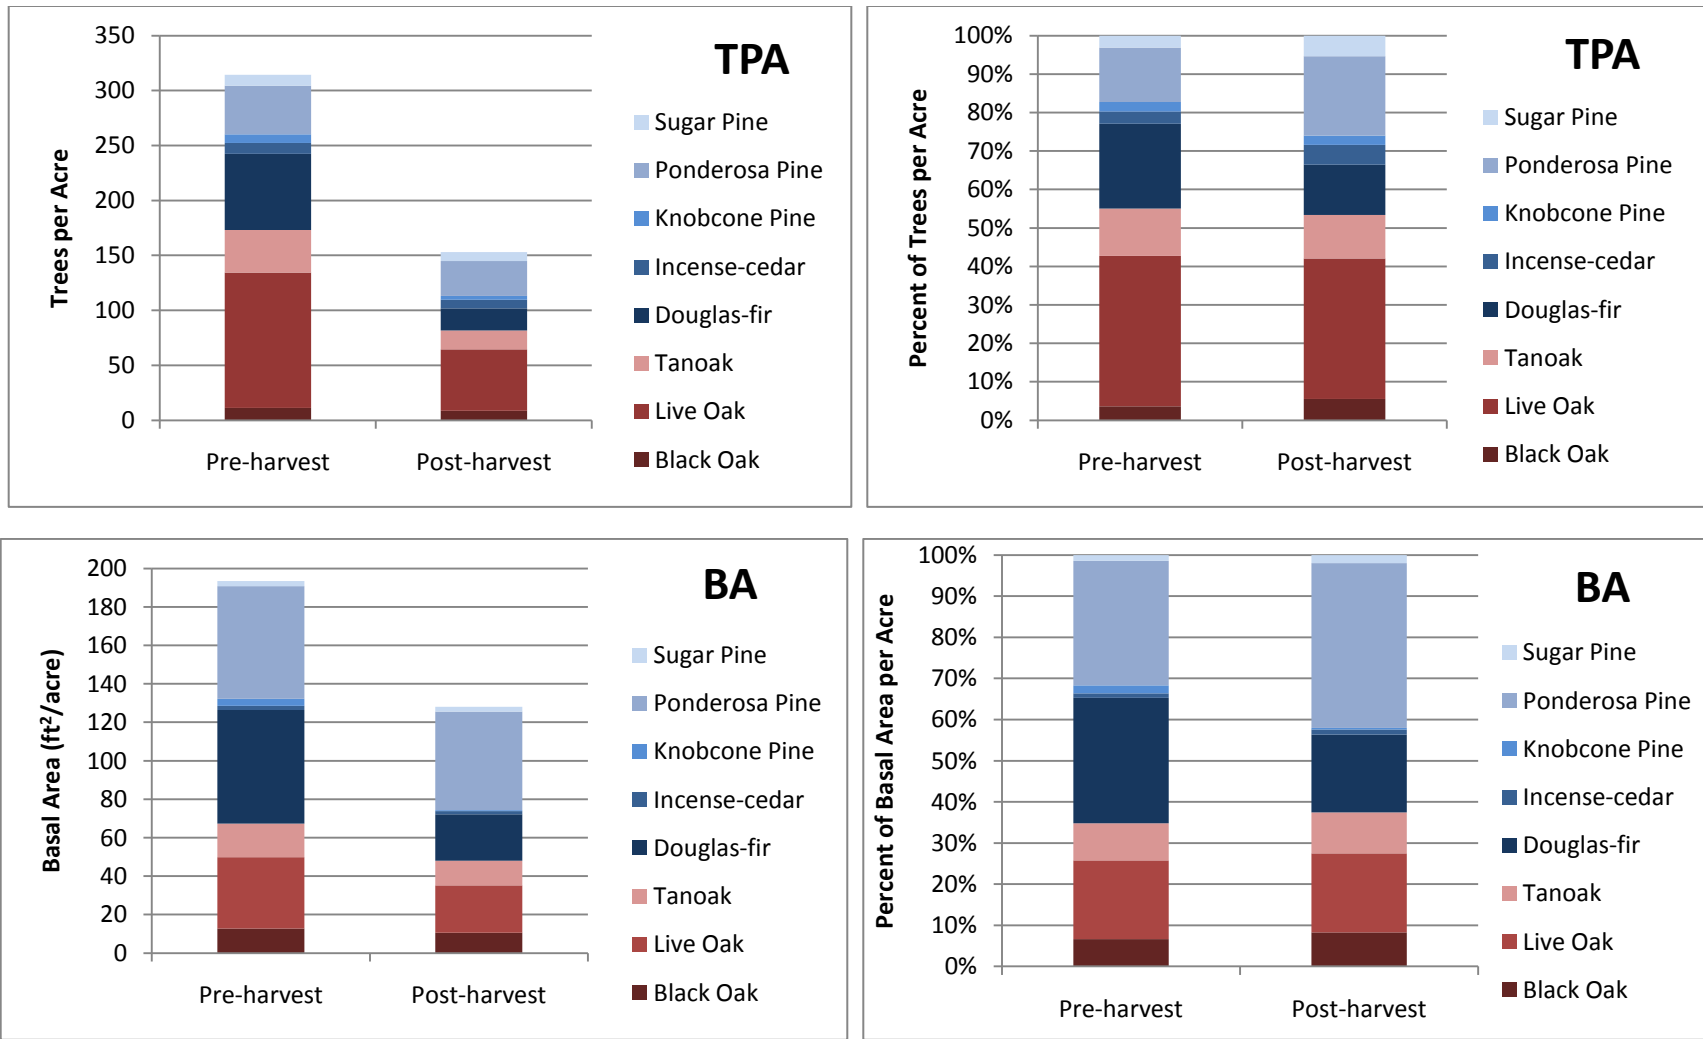 TPA
Trees per Acre
350
300
250
200
150
100
50
0
Pre-harvest
Post-harvest
Sugar Pine
Ponderosa Pine
Knobcone Pine
Incense-cedar
Douglas-fir
Tanoak
Live Oak
Black Oak
TPA
Percent of Trees per Acre
100%
90%
80%
70%
60%
50%
40%
30%
20%
10%
0%
Pre-harvest
Post-harvest
Sugar Pine
Ponderosa Pine
Knobcone Pine
Incense-cedar
Douglas-fir
Tanoak
Live Oak
Black Oak
BA
Basal Area (ft²/acre)
200
180
160
140
120
100
80
60
40
20
0
Pre-harvest
Post-harvest
Sugar Pine
Ponderosa Pine
Knobcone Pine
Incense-cedar
Douglas-fir
Tanoak
Live Oak
Black Oak
BA
Percent of Basal Area per Acre
100%
90%
80%
70%
60%
50%
40%
30%
20%
10%
0%
Pre-harvest
Post-harvest
Sugar Pine
Ponderosa Pine
Knobcone Pine
Incense-cedar
Douglas-fir
Tanoak
Live Oak
Black Oak